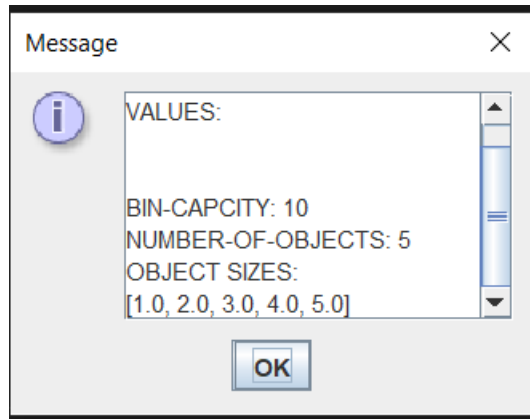 Message
VALUES:
BIN-CAPCITY: 10
NUMBER-OF-OBJECTS: 5
OBJECT SIZES:
[1.0, 2.0, 3.0, 4.0, 5.0]
OK